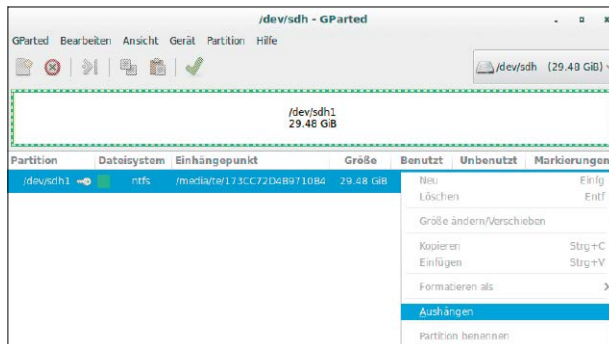 /dev/sdh - GParted
GParted Bearbeiten Ansicht Gerät Partition Hilfe
/dev/sdh (29.48 GiB)
/dev/sdh1
29.48 GiB
Partition Dateisystem Einhängepunkt Größe Benutzt Unbenutzt Markierungen
/dev/sdh1 ntfs /media/te/173CC72D4B9710B4 29.48 GiB
Neu Einfg
Löschen Entf
Größe ändern/Verschieben
Kopieren Strg+C
Einfügen Strg+V
Formatieren als
Aushängen
Partition benennen